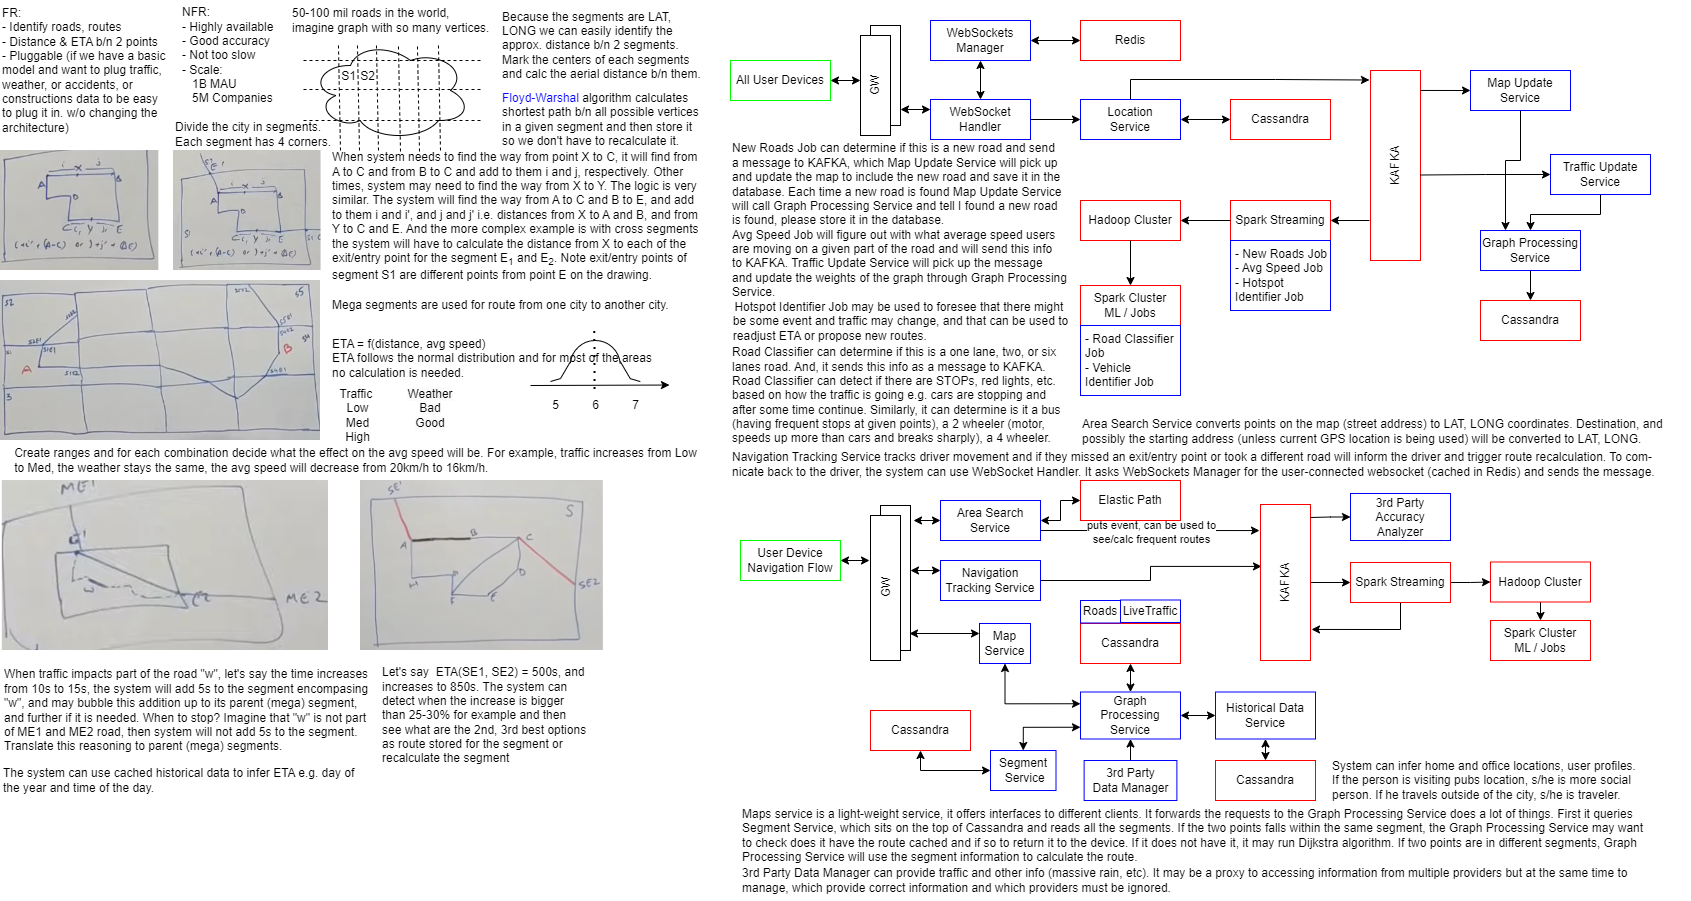 FR:
- Identify roads, routes
- Distance & ETA b/n 2 points
- Pluggable (if we have a basic
model and want to plug traffic,
weather, or accidents, or
constructions data to be easy
to plug it in. w/o changing the
architecture)
NFR:
- Highly available
- Good accuracy
- Not too slow
- Scale:
1B MAU
5M Companies
Divide the city in segments.
Each segment has 4 corners.
50-100 mil roads in the world,
imagine graph with so many vertices.
S1 S2
Because the segments are LAT,
LONG we can easily identify the
approx. distance b/n 2 segments.
Mark the centers of each segments
and calc the aerial distance b/n them.
Floyd-Warshal algorithm calculates
shortest path b/n all possible vertices
in a given segment and then store it
so we don't have to recalculate it.
i x j
A B
D
C i, y j, E
S1'
E'
i x j
A
D
C i, y j, E
S1
When system needs to find the way from point X to C, it will find from
A to C and from B to C and add to them i and j, respectively. Other
times, system may need to find the way from X to Y. The logic is very
similar. The system will find the way from A to C and B to E, and add
to them i and i', and j and j' i.e. distances from X to A and B, and from
Y to C and E. And the more complex example is with cross segments
the system will have to calculate the distance from X to each of the
exit/entry point for the segment E1 and E2. Note exit/entry points of
segment S1 are different points from point E on the drawing.
Mega segments are used for route from one city to another city.
S2
S5
S1
S1E1
S1E2
A
B
3
ETA = f(distance, avg speed)
ETA follows the normal distribution and for most of the areas
no calculation is needed.
Traffic Weather
Low Bad
Med Good
High
5 6 7
Create ranges and for each combination decide what the effect on the avg speed will be. For example, traffic increases from Low
to Med, the weather stays the same, the avg speed will decrease from 20km/h to 16km/h.
ME1
W
E2
ME2
SE1
S
A
B
C
H
D
F
E
SE2
When traffic impacts part of the road "w", let's say the time increases
from 10s to 15s, the system will add 5s to the segment encompasing
"w", and may bubble this addition up to its parent (mega) segment,
and further if it is needed. When to stop? Imagine that "w" is not part
of ME1 and ME2 road, then system will not add 5s to the segment.
Translate this reasoning to parent (mega) segments.
The system can use cached historical data to infer ETA e.g. day of
the year and time of the day.
Let's say ETA(SE1, SE2) = 500s, and
increases to 850s. The system can
detect when the increase is bigger
than 25-30% for example and then
see what are the 2nd, 3rd best options
as route stored for the segment or
recalculate the segment
All User Devices
GW
WebSockets
Manager
Redis
WebSocket
Handler
Location
Service
Cassandra
KAFKA
Map Update
Service
Traffic Update
Service
Graph Processing
Service
Cassandra
Hadoop Cluster
Spark Streaming
- New Roads Job
- Avg Speed Job
- Hotspot
Identifier Job
Spark Cluster
ML / Jobs
- Road Classifier
Job
- Vehicle
Identifier Job
New Roads Job can determine if this is a new road and send
a message to KAFKA, which Map Update Service will pick up
and update the map to include the new road and save it in the
database. Each time a new road is found Map Update Service
will call Graph Processing Service and tell I found a new road
is found, please store it in the database.
Avg Speed Job will figure out with what average speed users
are moving on a given part of the road and will send this info
to KAFKA. Traffic Update Service will pick up the message
and update the weights of the graph through Graph Processing
Service.
Hotspot Identifier Job may be used to foresee that there might
be some event and traffic may change, and that can be used to
readjust ETA or propose new routes.
Road Classifier can determine if this is a one lane, two, or six
lanes road. And, it sends this info as a message to KAFKA.
Road Classifier can detect if there are STOPs, red lights, etc.
based on how the traffic is going e.g. cars are stopping and
after some time continue. Similarly, it can determine is it a bus
(having frequent stops at given points), a 2 wheeler (motor,
speeds up more than cars and breaks sharply), a 4 wheeler.
Area Search Service converts points on the map (street address) to LAT, LONG coordinates. Destination, and
possibly the starting address (unless current GPS location is being used) will be converted to LAT, LONG.
Navigation Tracking Service tracks driver movement and if they missed an exit/entry point or took a different road will inform the driver and trigger route recalculation. To com-
nicate back to the driver, the system can use WebSocket Handler. It asks WebSockets Manager for the user-connected websocket (cached in Redis) and sends the message.
User Device
Navigation Flow
GW
Area Search
Service
Elastic Path
puts event, can be used to
see/calc frequent routes
Navigation
Tracking Service
KAFKA
3rd Party
Accuracy
Analyzer
Spark Streaming
Hadoop Cluster
Spark Cluster
ML / Jobs
Roads LiveTraffic
Cassandra
Map
Service
Graph
Processing
Service
Historical Data
Service
Cassandra
Segment
Service
3rd Party
Data Manager
Cassandra
System can infer home and office locations, user profiles.
If the person is visiting pubs location, s/he is more social
person. If he travels outside of the city, s/he is traveler.
Maps service is a light-weight service, it offers interfaces to different clients. It forwards the requests to the Graph Processing Service does a lot of things. First it queries
Segment Service, which sits on the top of Cassandra and reads all the segments. If the two points falls within the same segment, the Graph Processing Service may want
to check does it have the route cached and if so to return it to the device. If it does not have it, it may run Dijkstra algorithm. If two points are in different segments, Graph
Processing Service will use the segment information to calculate the route.
3rd Party Data Manager can provide traffic and other info (massive rain, etc). It may be a proxy to accessing information from multiple providers but at the same time to
manage, which provide correct information and which providers must be ignored.